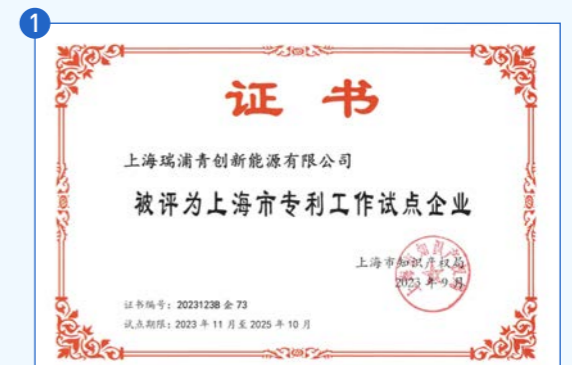 1
证 书
上海瑞浦青创新能源有限公司
被评为上海市专利工作试点企业
上海市知识产权局
2023 年 9 月
证书编号：2023123B 金 73
试点期限：2023 年 11 月至 2025 年 10 月